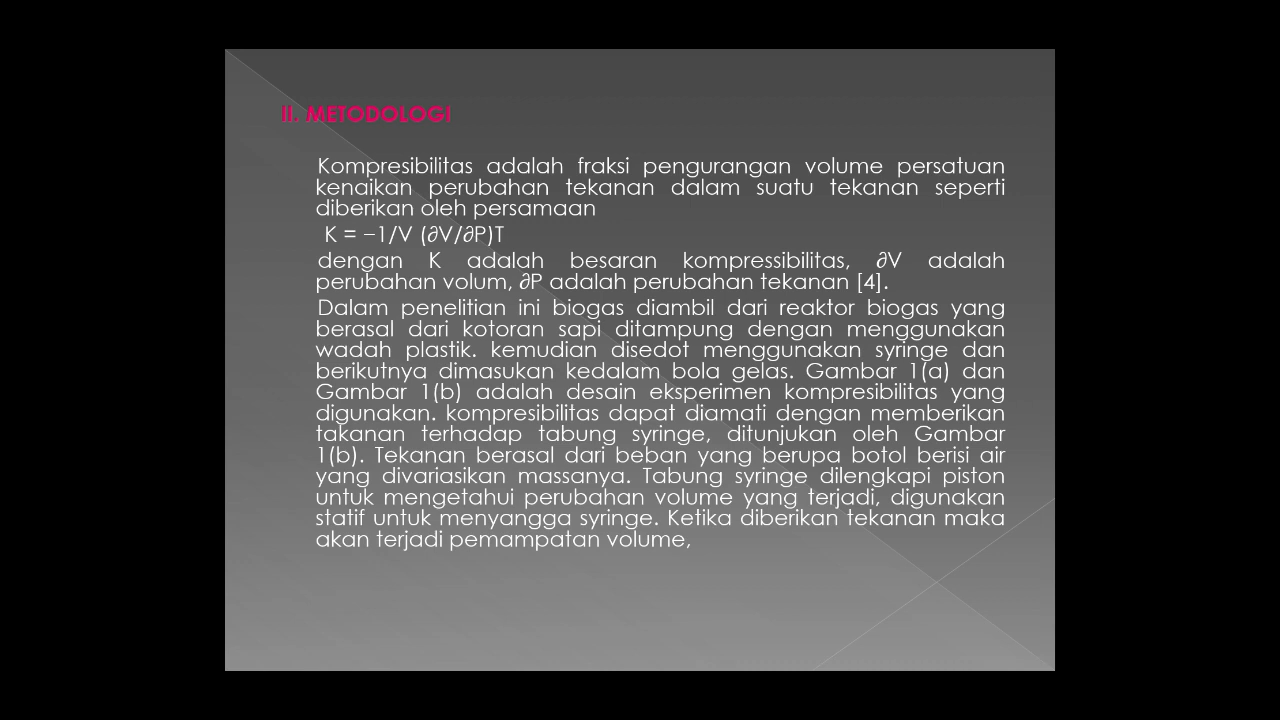 II. METODOLOGI
Kompresibilitas adalah fraksi pengurangan volume persatuan
kenaikan perubahan tekanan dalam suatu tekanan seperti
diberikan oleh persamaan
K = −1/V (∂V/∂P)T
dengan K adalah besaran kompressibilitas, ∂V adalah
perubahan volum, ∂P adalah perubahan tekanan [4].
Dalam penelitian ini biogas diambil dari reaktor biogas yang
berasal dari kotoran sapi ditampung dengan menggunakan
wadah plastik. kemudian disedot menggunakan syringe dan
berikutnya dimasukan kedalam bola gelas. Gambar 1(a) dan
Gambar 1(b) adalah desain eksperimen kompresibilitas yang
digunakan. kompresibilitas dapat diamati dengan memberikan
takanan terhadap tabung syringe, ditunjukan oleh Gambar
1(b). Tekanan berasal dari beban yang berupa botol berisi air
yang divariasikan massanya. Tabung syringe dilengkapi piston
untuk mengetahui perubahan volume yang terjadi, digunakan
statif untuk menyangga syringe. Ketika diberikan tekanan maka
akan terjadi pemampatan volume,